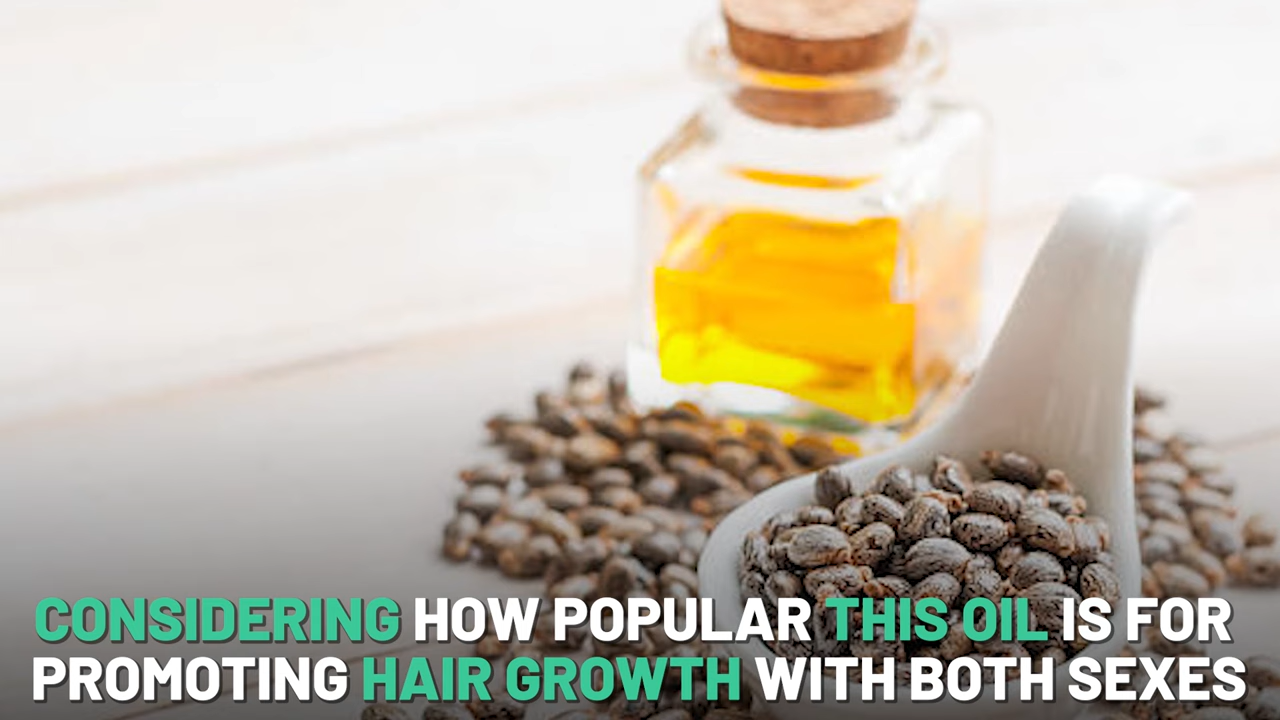 CONSIDERING HOW POPULAR THIS OIL IS FOR
PROMOTING HAIR GROWTH WITH BOTH SEXES